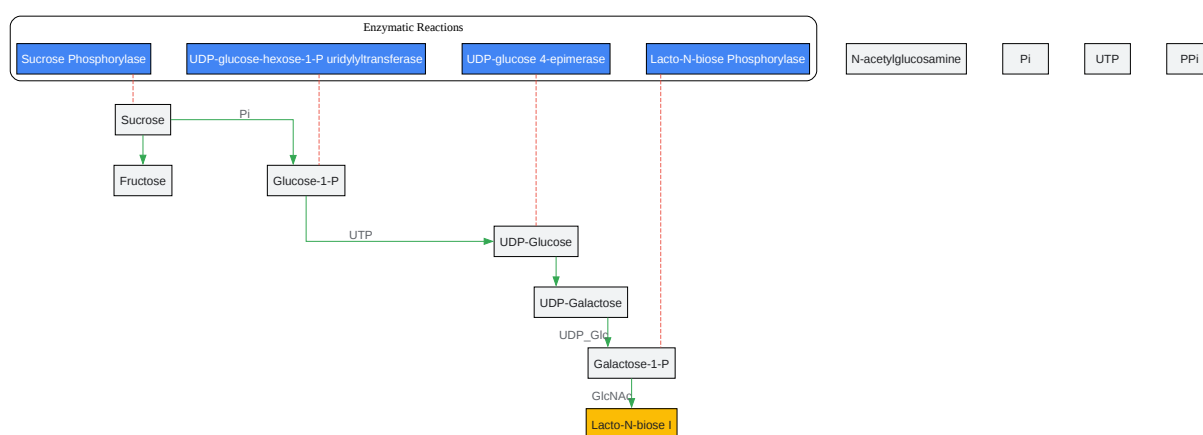 Enzymatic Reactions
Sucrose Phosphorylase
UDP-glucose-hexose-1-P uridylyltransferase
UDP-glucose 4-epimerase
Lacto-N-biose Phosphorylase
N-acetylglucosamine
Pi
UTP
PPi
Sucrose
Pi
Fructose
Glucose-1-P
UTP
UDP-Glucose
UDP-Galactose
UDP_Glc
Galactose-1-P
GlcNAc
Lacto-N-biose I